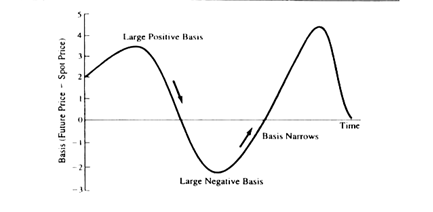 Large Positive Basis
Basis (Future Price – Spot Price)
5
4
3
2
1
0
–1
–2
–3
Time
Basis Narrows
Large Negative Basis